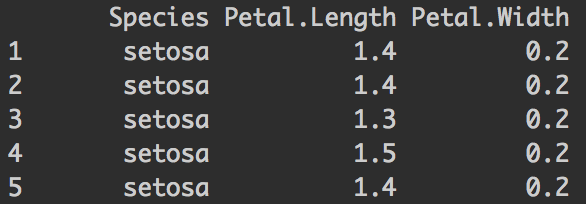 Species Petal.Length Petal.Width
1 setosa 1.4 0.2
2 setosa 1.4 0.2
3 setosa 1.3 0.2
4 setosa 1.5 0.2
5 setosa 1.4 0.2